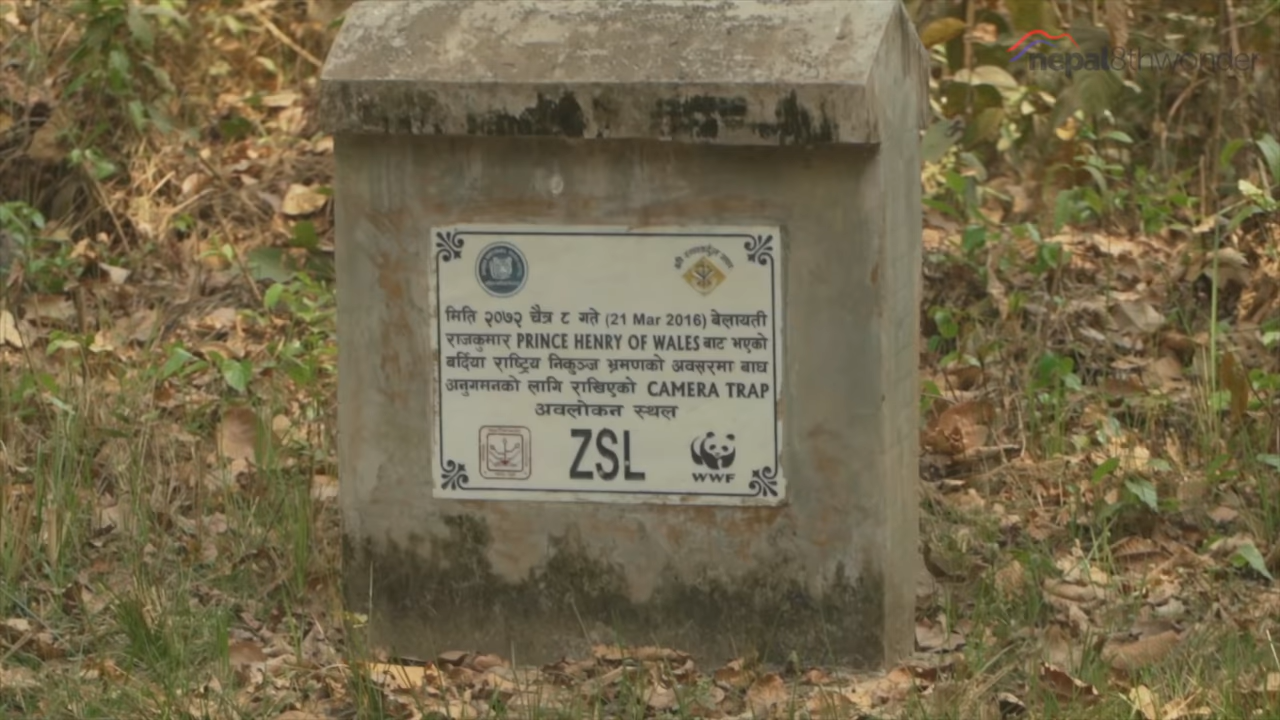 nepal8thwonder
मिति २०७२ चैत्र ८ गते (21 Mar 2016) बेलायती
राजकुमार PRINCE HENRY OF WALES बाट भएको
बर्दिया राष्ट्रिय निकुञ्ज भ्रमणको अवसरमा बाघ
अनुगमनको लागि राखिएको CAMERA TRAP
अवलोकन स्थल
ZSL
WWF